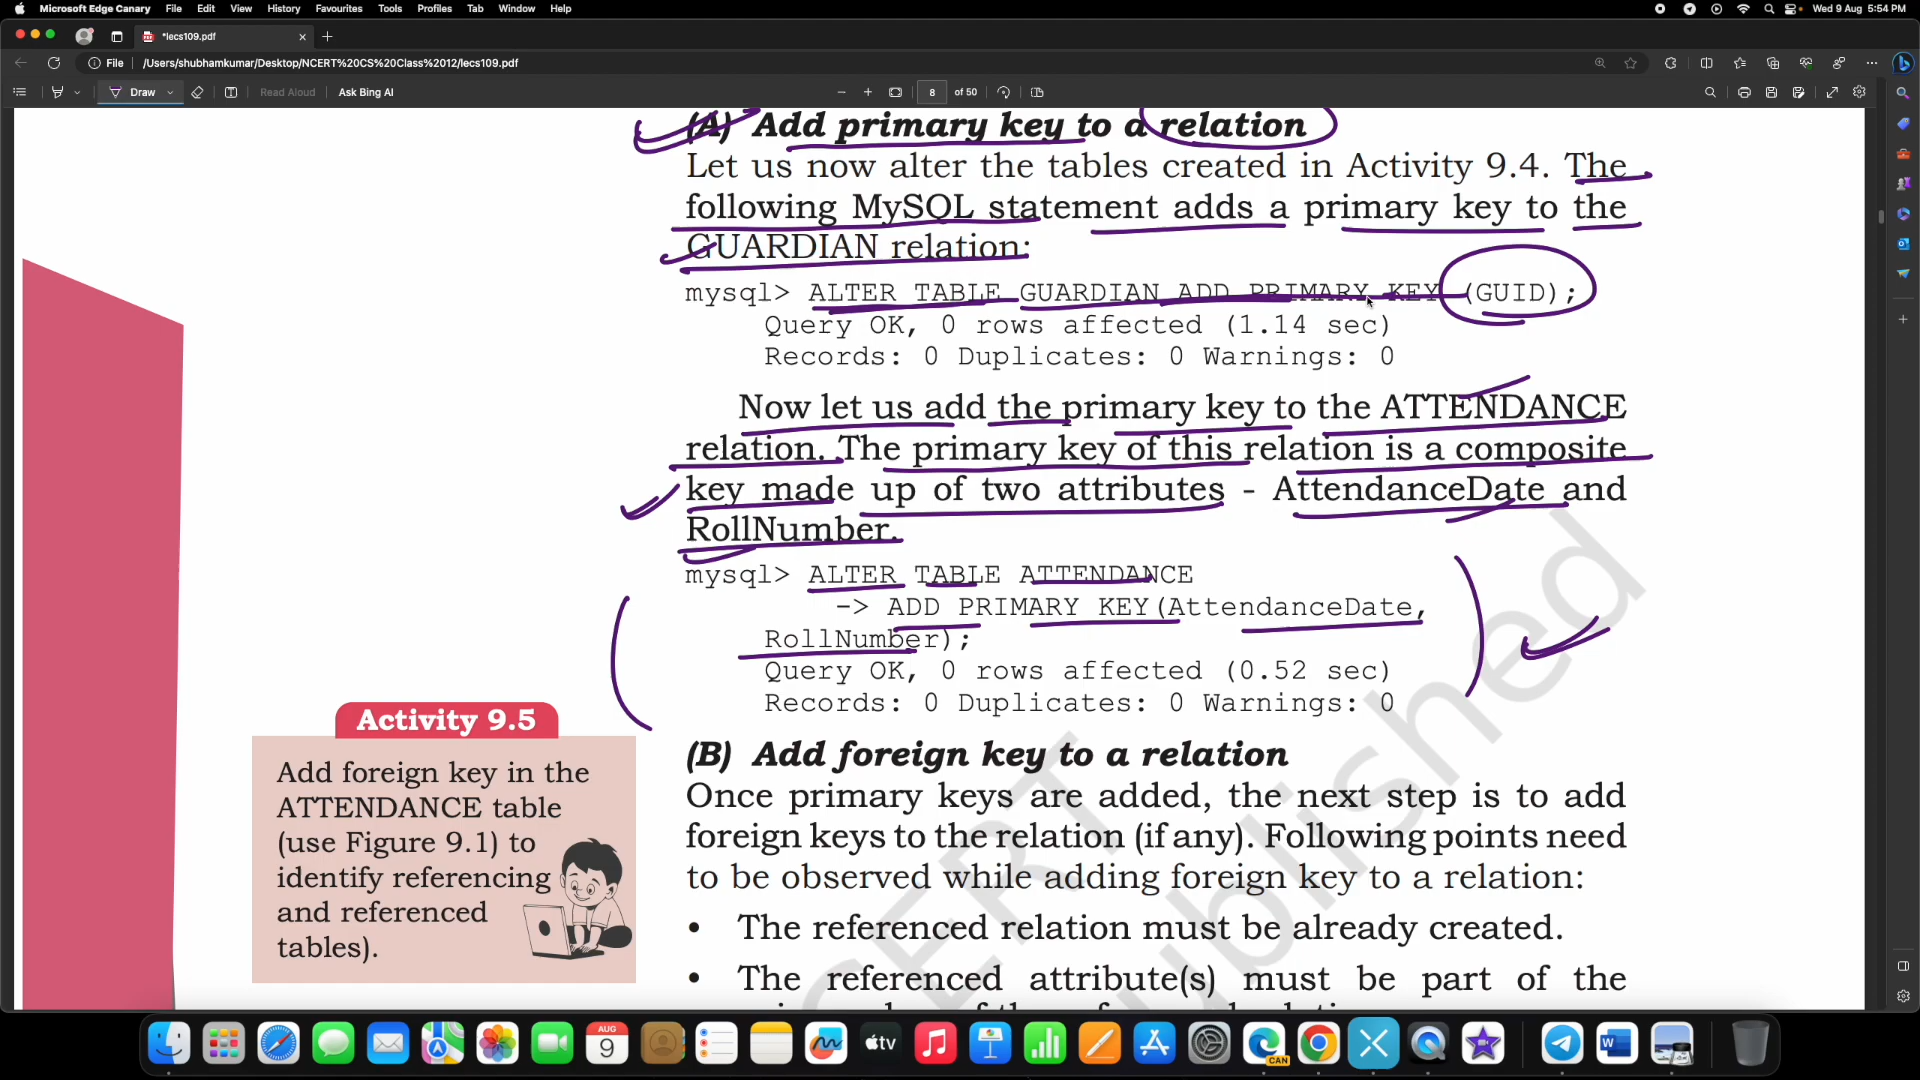 Microsoft Edge Canary File Edit View History Favourites Tools Profiles Tab Window Help Wed 9 Aug 5:54 PM
*lecs109.pdf
File /Users/shubhamkumar/Desktop/NCERT%20CS%20Class%2012/lecs109.pdf
Draw Read Aloud Ask Bing AI 8 of 50
(A) Add primary key to a relation
Let us now alter the tables created in Activity 9.4. The
following MySQL statement adds a primary key to the
GUARDIAN relation:
mysql> ALTER TABLE GUARDIAN ADD PRIMARY KEY (GUID);
Query OK, 0 rows affected (1.14 sec)
Records: 0 Duplicates: 0 Warnings: 0
Now let us add the primary key to the ATTENDANCE
relation. The primary key of this relation is a composite
key made up of two attributes - AttendanceDate and
RollNumber.
mysql> ALTER TABLE ATTENDANCE
-> ADD PRIMARY KEY(AttendanceDate,
RollNumber);
Query OK, 0 rows affected (0.52 sec)
Records: 0 Duplicates: 0 Warnings: 0
Activity 9.5
Add foreign key in the
ATTENDANCE table
(use Figure 9.1) to
identify referencing
and referenced
tables).
(B) Add foreign key to a relation
Once primary keys are added, the next step is to add
foreign keys to the relation (if any). Following points need
to be observed while adding foreign key to a relation:
• The referenced relation must be already created.
• The referenced attribute(s) must be part of the
AUG
9
tv
CAN